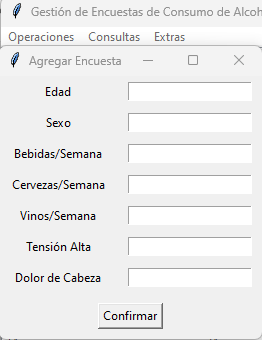 Gestión de Encuestas de Consumo de Alcoh
Operaciones Consultas Extras
Agregar Encuesta
Edad
Sexo
Bebidas/Semana
Cervezas/Semana
Vinos/Semana
Tensión Alta
Dolor de Cabeza
Confirmar